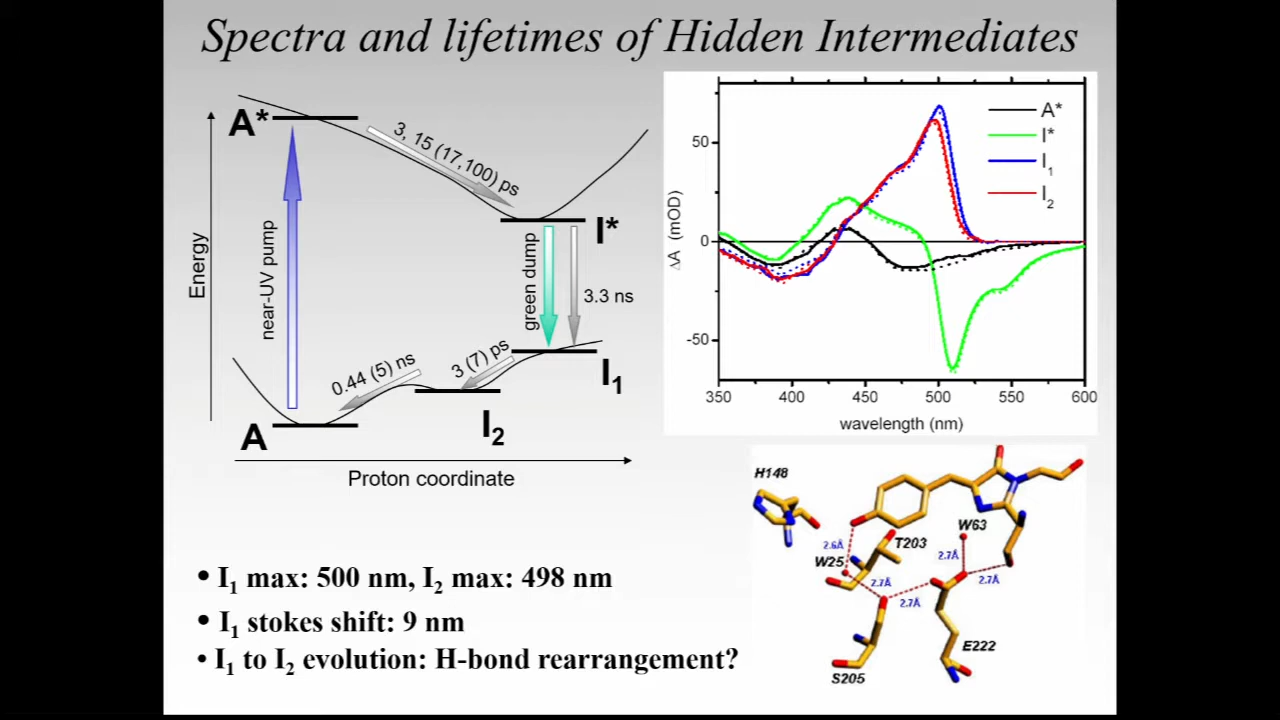 Spectra and lifetimes of Hidden Intermediates
A*
3, 15 (17,100) ps
I*
Energy
near-UV pump
green dump
3.3 ns
0.44 (5) ns
3 (7) ps
I1
I2
A
Proton coordinate
A*
I*
I1
I2
50
0
-50
ΔA (mOD)
350 400 450 500 550 600
wavelength (nm)
H148
W63
2.6Å
T203
W25
2.7Å
2.7Å
2.7Å
2.7Å
E222
S205
• I1 max: 500 nm, I2 max: 498 nm
• I1 stokes shift: 9 nm
• I1 to I2 evolution: H-bond rearrangement?